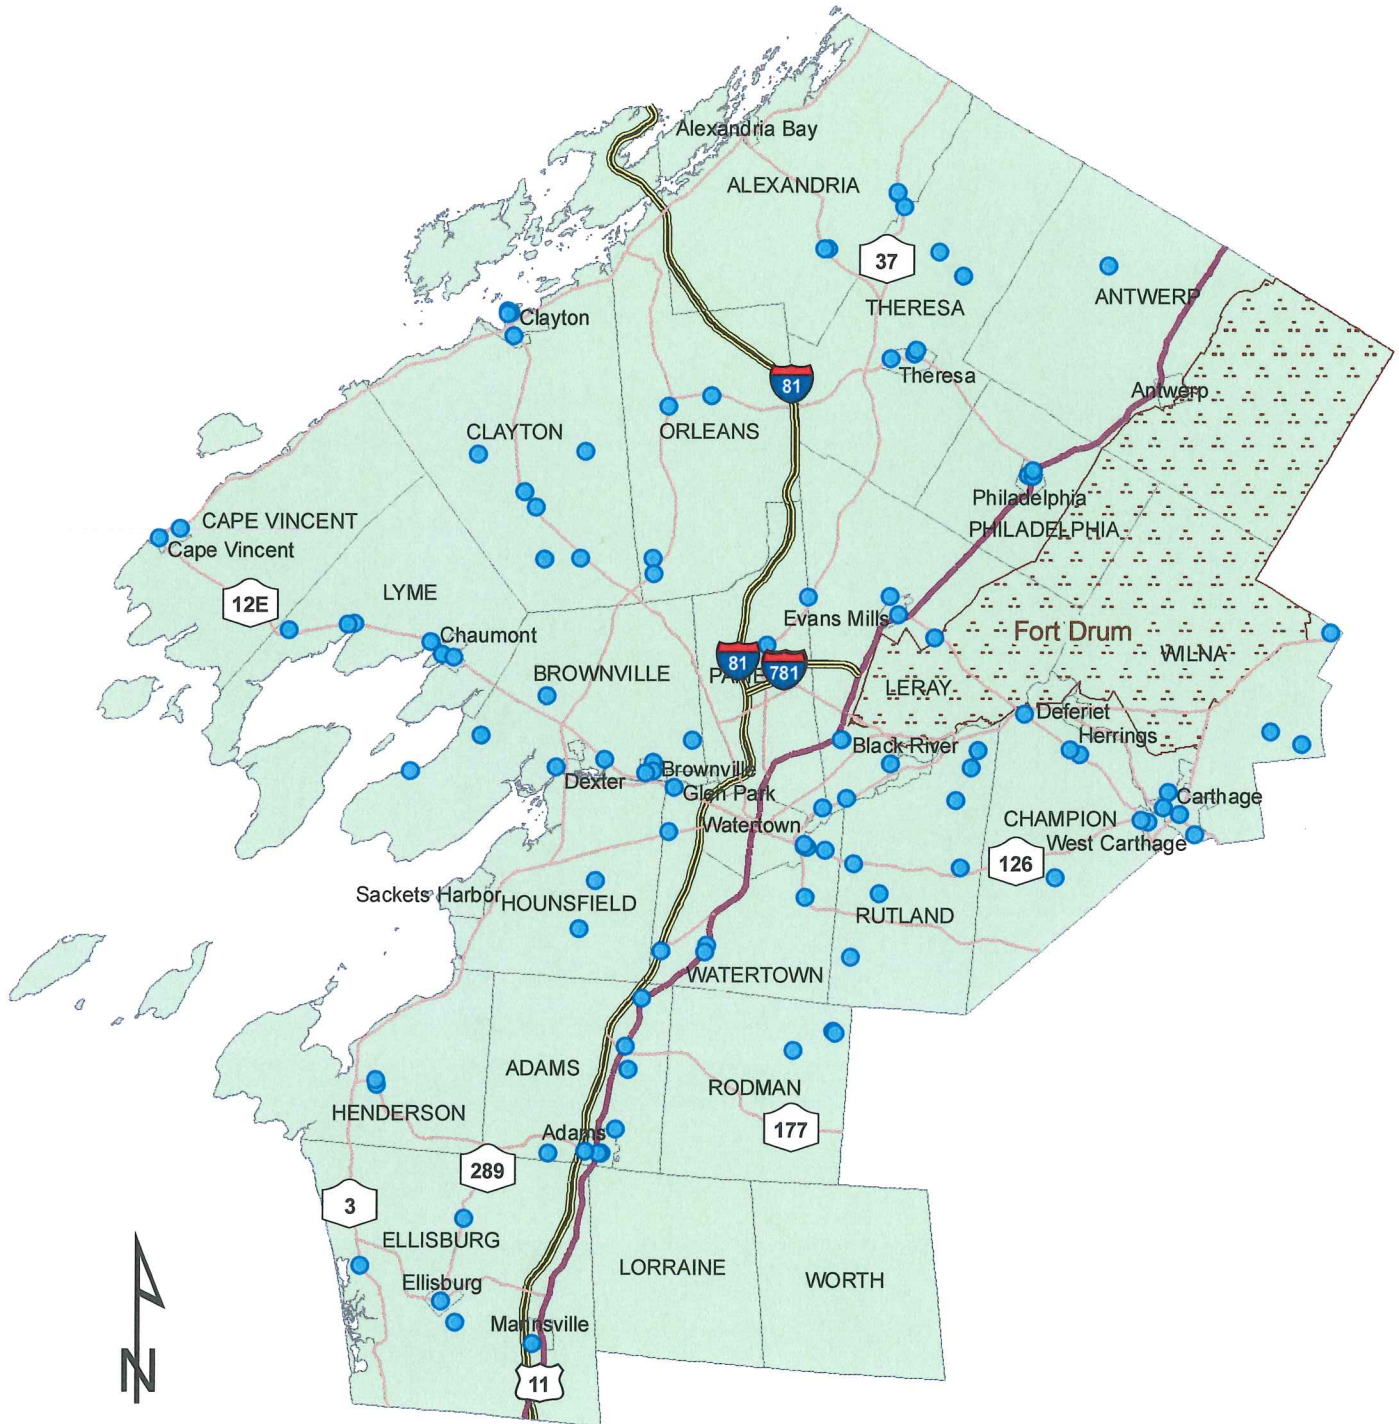 Alexandria Bay
ALEXANDRIA
37
ANTWERP
THERESA
Clayton
Theresa
81
Antwerp
CLAYTON
ORLEANS
Philadelphia
CAPE VINCENT
PHILADELPHIA
Cape Vincent
LYME
12E
Evans Mills
Fort Drum
Chaumont
WILNA
81
781
BROWNVILLE
LERAY
Deferiet
Herrings
Black River
Brownville
Dexter
Glen Park
Carthage
CHAMPION
Watertown
West Carthage
126
Sackets Harbor
HOUNSFIELD
RUTLAND
WATERTOWN
ADAMS
RODMAN
HENDERSON
177
Adams
289
3
ELLISBURG
LORRAINE
WORTH
Ellisburg
Mannsville
N
11